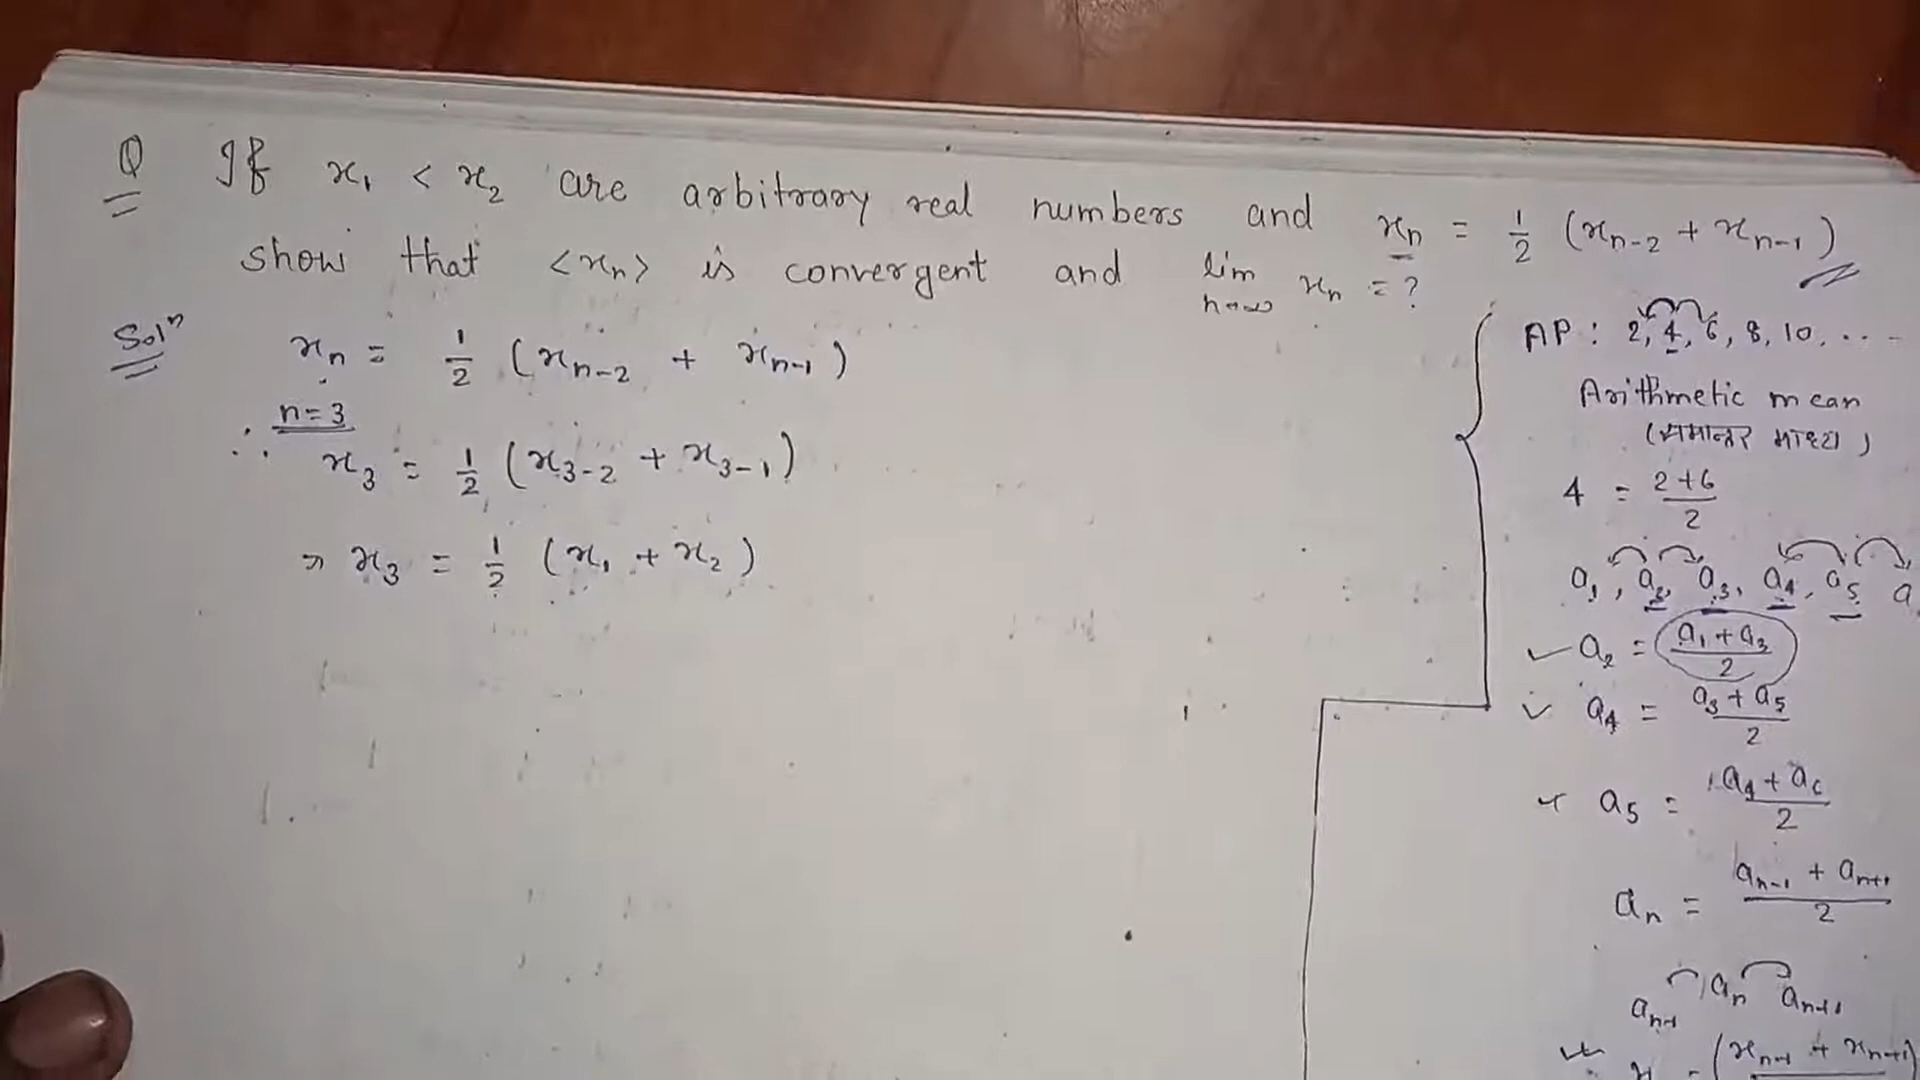 Q If x₁ < x₂ are arbitrary real numbers and xₙ = 1/2 (xₙ₋₂ + xₙ₋₁)
show that <xₙ> is convergent and lim n→∞ xₙ = ?
Solⁿ xₙ = 1/2 (xₙ₋₂ + xₙ₋₁)
∴ n=3
x₃ = 1/2 (x₃₋₂ + x₃₋₁)
⇒ x₃ = 1/2 (x₁ + x₂)
AP : 2, 4, 6, 8, 10, ....
Arithmetic mean
(समान्तर माध्य)
4 = (2+6)/2
a₁, a₂, a₃, a₄, a₅ a
✓ a₂ = (a₁+a₃)/2
✓ a₄ = (a₃+a₅)/2
✓ a₅ = (a₄+a₆)/2
aₙ = (aₙ₋₁ + aₙ₊₁)/2
aₙ₋₁ aₙ aₙ₊₁
(xₙ₋₁ + xₙ₊₁)